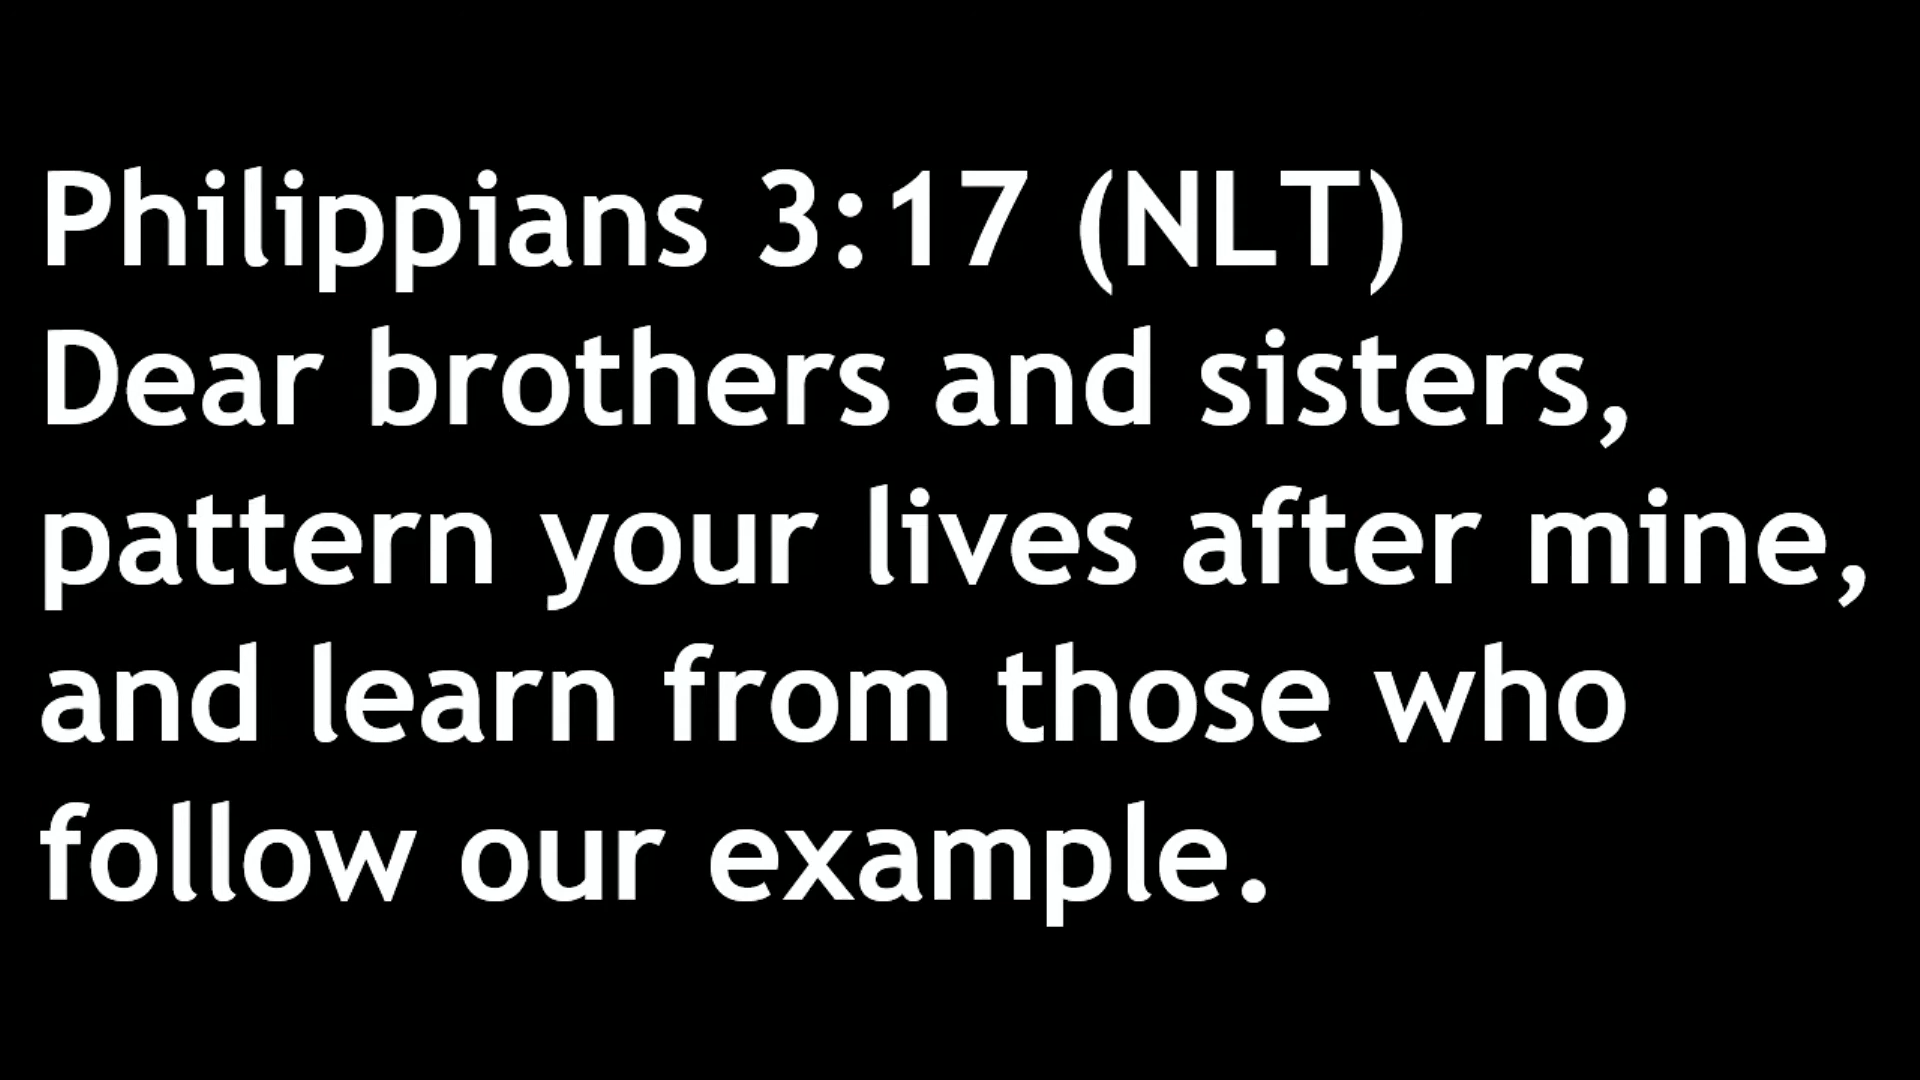 Philippians 3:17 (NLT)
Dear brothers and sisters,
pattern your lives after mine,
and learn from those who
follow our example.